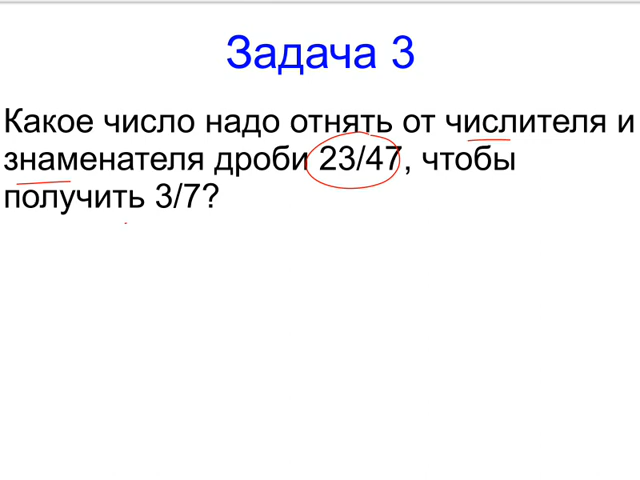 Задача 3
Какое число надо отнять от числителя и
знаменателя дроби 23/47, чтобы
получить 3/7?